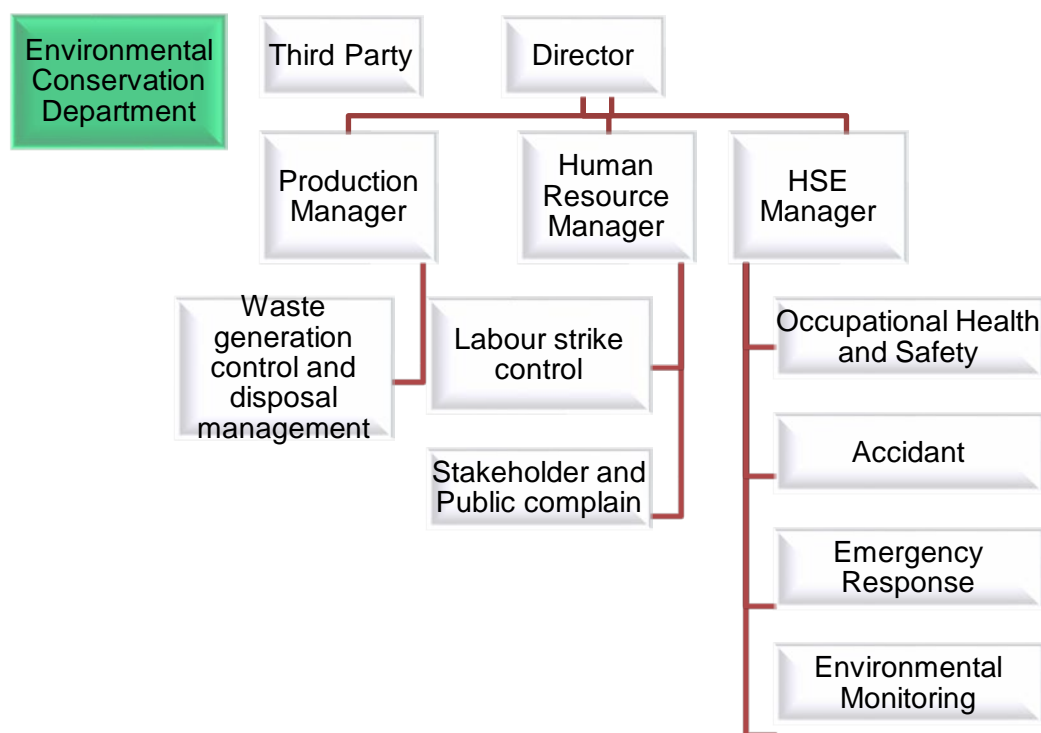 Environmental
Conservation
Department
Third Party
Director
Production
Manager
Human
Resource
Manager
HSE
Manager
Waste
generation
control and
disposal
management
Labour strike
control
Stakeholder and
Public complain
Occupational Health
and Safety
Accidant
Emergency
Response
Environmental
Monitoring